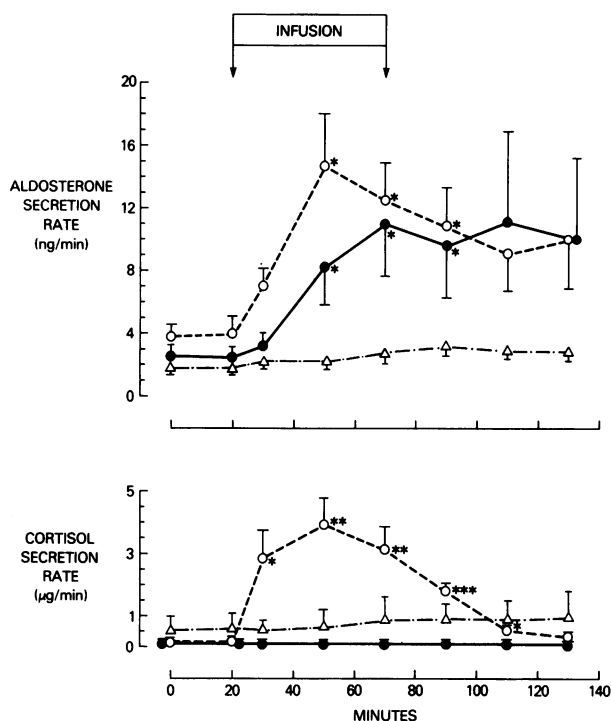 INFUSION
20
16
12
8
4
0
ALDOSTERONE
SECRETION
RATE
(ng/min)
*
*
*
*
*
*
5
3
1
0
CORTISOL
SECRETION
RATE
(μg/min)
*
**
**
***
*
0 20 40 60 80 100 120 140
MINUTES